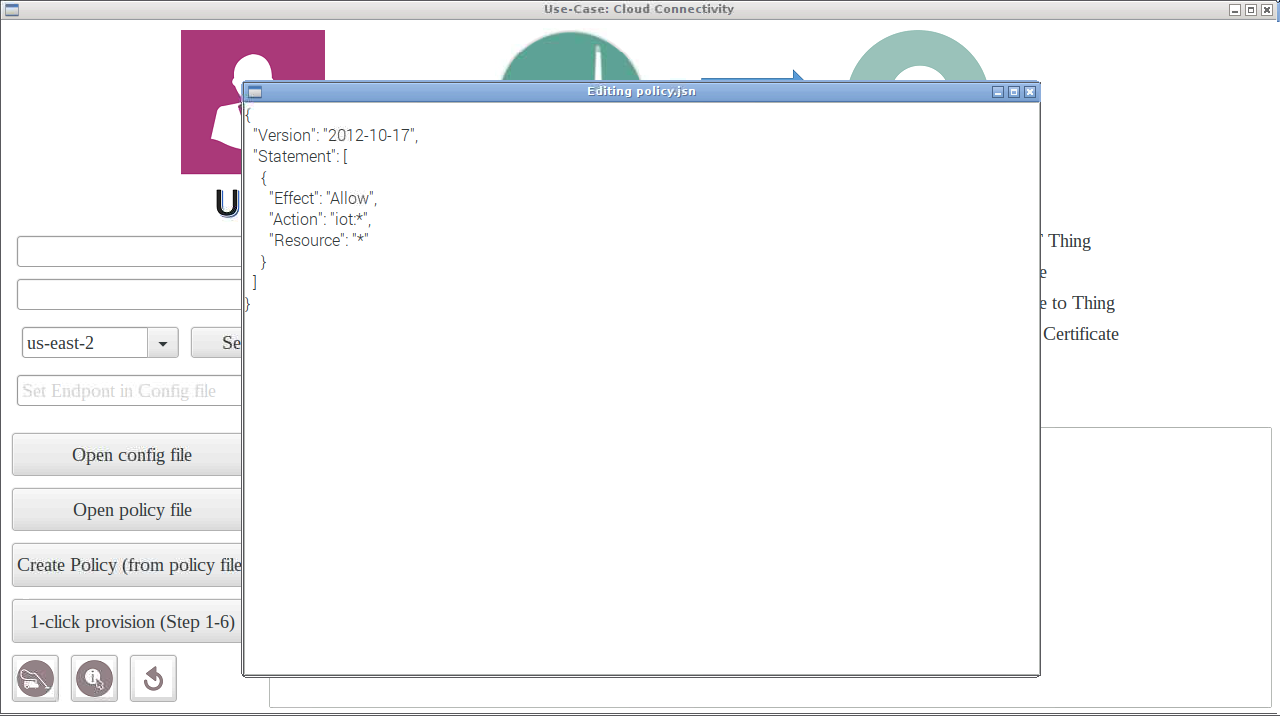 Use-Case: Cloud Connectivity
Editing policy.jsn
{
"Version": "2012-10-17",
"Statement": [
{
"Effect": "Allow",
"Action": "iot:*",
"Resource": "*"
}
]
}
U
Thing
e
e to Thing
Certificate
us-east-2
Se
Set Endpont in Config file
Open config file
Open policy file
Create Policy (from policy file
1-click provision (Step 1-6)